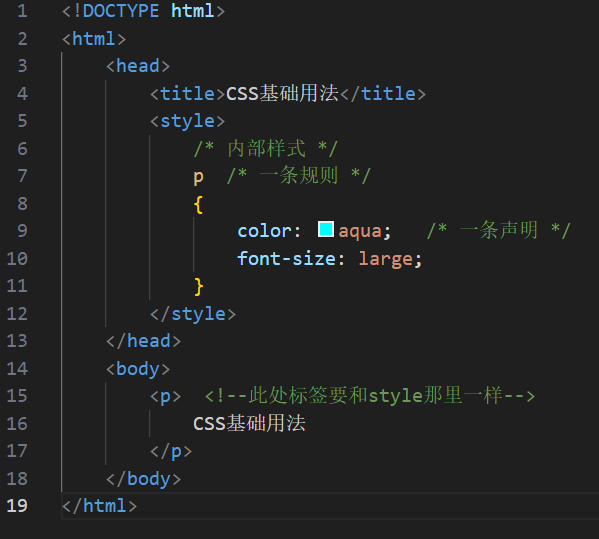 1 <!DOCTYPE html>
2 <html>
3 <head>
4 <title>CSS基础用法</title>
5 <style>
6 /* 内部样式 */
7 p /* 一条规则 */
8 {
9 color: aqua; /* 一条声明 */
10 font-size: large;
11 }
12 </style>
13 </head>
14 <body>
15 <p> <!--此处标签要和style那里一样-->
16 CSS基础用法
17 </p>
18 </body>
19 </html>